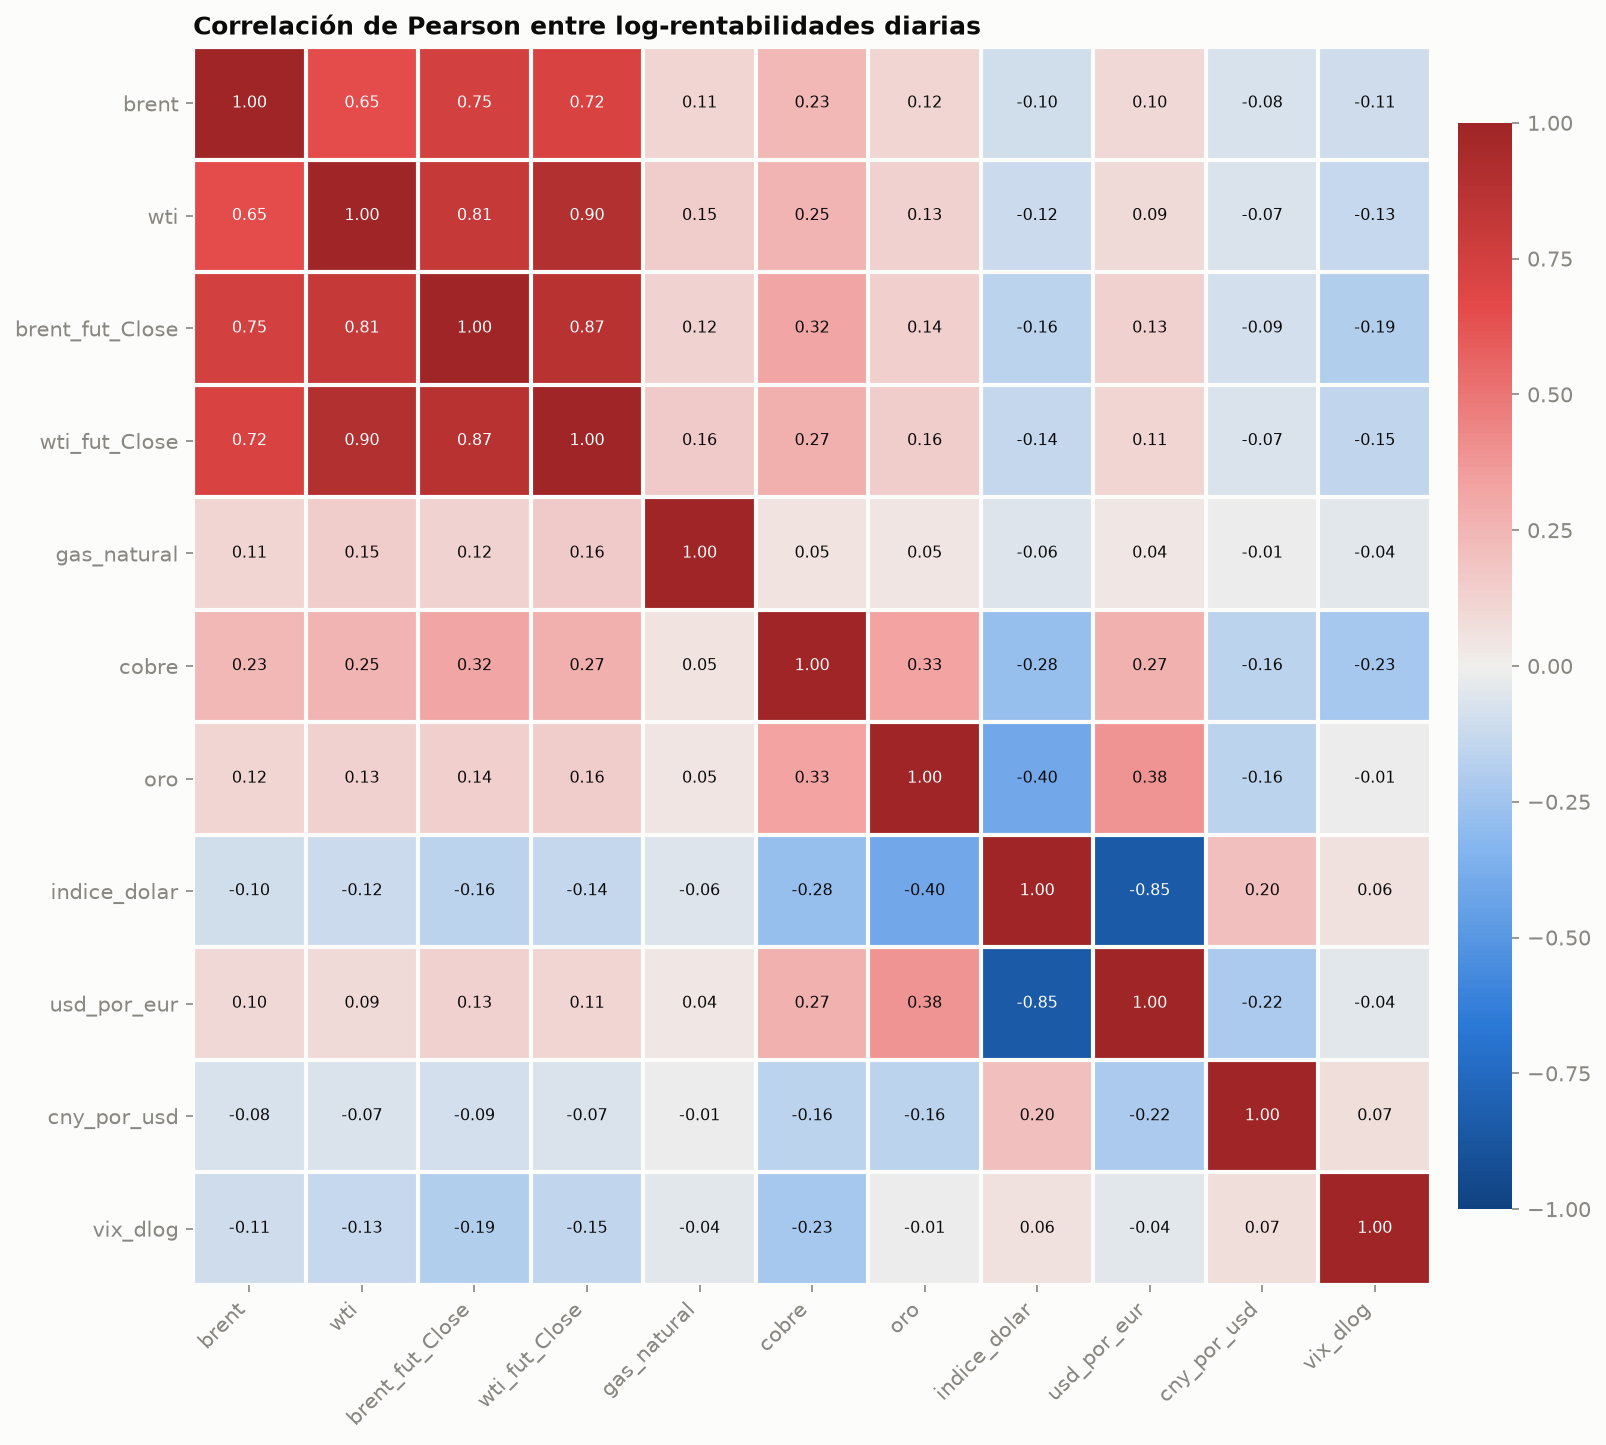 Correlación de Pearson entre log-rentabilidades diarias
brent 1.00 0.65 0.75 0.72 0.11 0.23 0.12 -0.10 0.10 -0.08 -0.11
wti 0.65 1.00 0.81 0.90 0.15 0.25 0.13 -0.12 0.09 -0.07 -0.13
brent_fut_Close 0.75 0.81 1.00 0.87 0.12 0.32 0.14 -0.16 0.13 -0.09 -0.19
wti_fut_Close 0.72 0.90 0.87 1.00 0.16 0.27 0.16 -0.14 0.11 -0.07 -0.15
gas_natural 0.11 0.15 0.12 0.16 1.00 0.05 0.05 -0.06 0.04 -0.01 -0.04
cobre 0.23 0.25 0.32 0.27 0.05 1.00 0.33 -0.28 0.27 -0.16 -0.23
oro 0.12 0.13 0.14 0.16 0.05 0.33 1.00 -0.40 0.38 -0.16 -0.01
indice_dolar -0.10 -0.12 -0.16 -0.14 -0.06 -0.28 -0.40 1.00 -0.85 0.20 0.06
usd_por_eur 0.10 0.09 0.13 0.11 0.04 0.27 0.38 -0.85 1.00 -0.22 -0.04
cny_por_usd -0.08 -0.07 -0.09 -0.07 -0.01 -0.16 -0.16 0.20 -0.22 1.00 0.07
vix_dlog -0.11 -0.13 -0.19 -0.15 -0.04 -0.23 -0.01 0.06 -0.04 0.07 1.00
brent wti brent_fut_Close wti_fut_Close gas_natural cobre oro indice_dolar usd_por_eur cny_por_usd vix_dlog
1.00
0.75
0.50
0.25
0.00
−0.25
−0.50
−0.75
−1.00